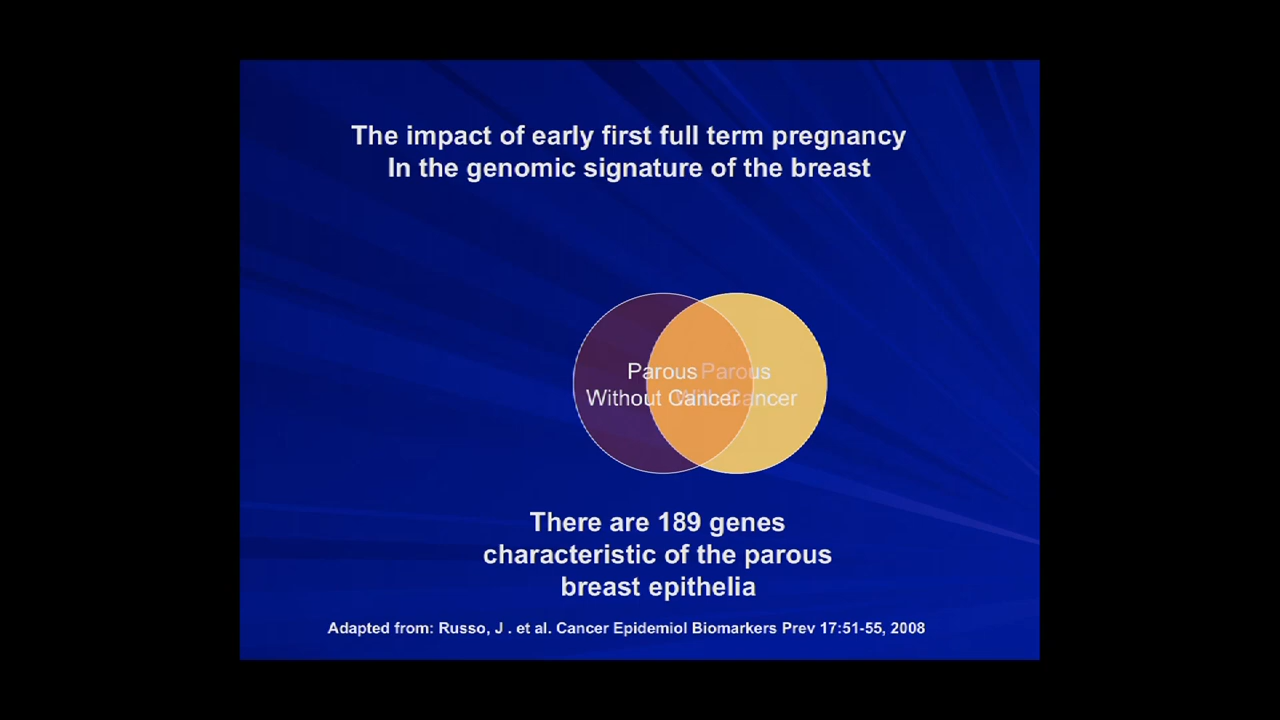 The impact of early first full term pregnancy
In the genomic signature of the breast
Parous
Without Cancer
Parous
With Cancer
There are 189 genes
characteristic of the parous
breast epithelia
Adapted from: Russo, J . et al. Cancer Epidemiol Biomarkers Prev 17:51-55, 2008